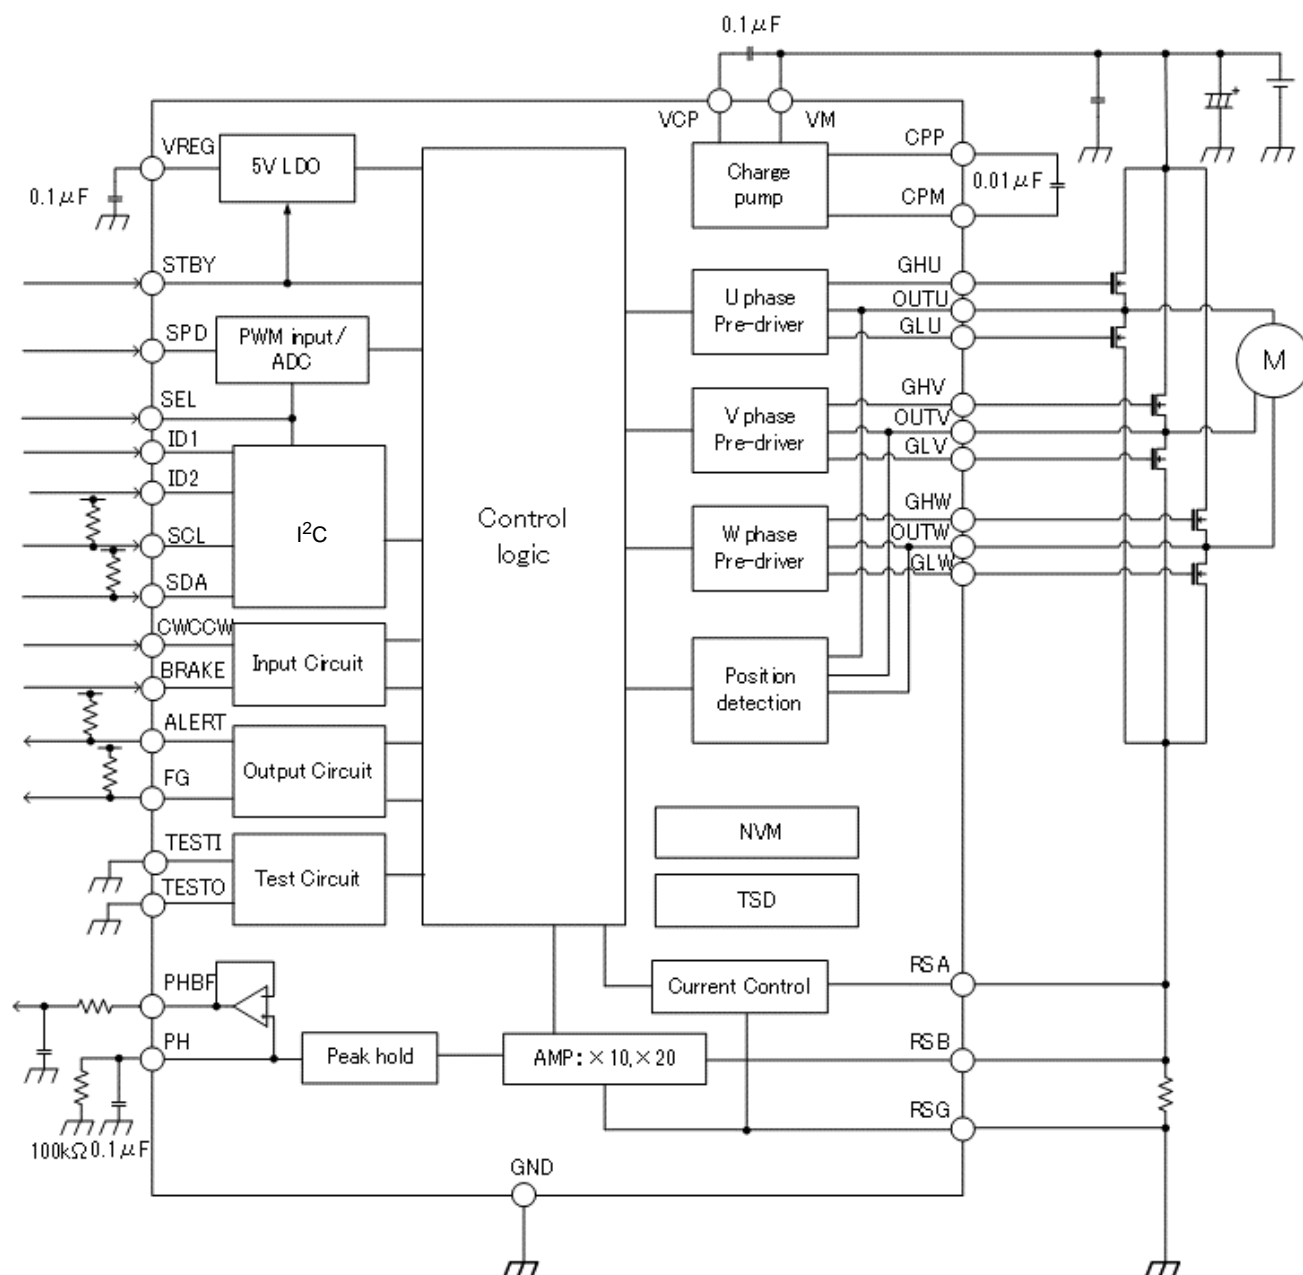 0.1μF
VCP
VM
VREG
5V LDO
0.1μF
Charge
pump
CPP
0.01μF
CPM
STBY
GHU
U phase
Pre-driver
OUTU
GLU
SPD
PWM input/
ADC
M
SEL
GHV
V phase
Pre-driver
OUTV
GLV
ID1
ID2
SCL
SDA
I²C
Control
logic
GHW
W phase
Pre-driver
OUTW
GLW
CWCCW
Input Circuit
BRAKE
Position
detection
ALERT
Output Circuit
FG
NVM
TESTI
Test Circuit
TESTO
TSD
PHBF
Current Control
RSA
PH
Peak hold
AMP: ×10, ×20
RSB
RSG
100kΩ
0.1μF
GND
+